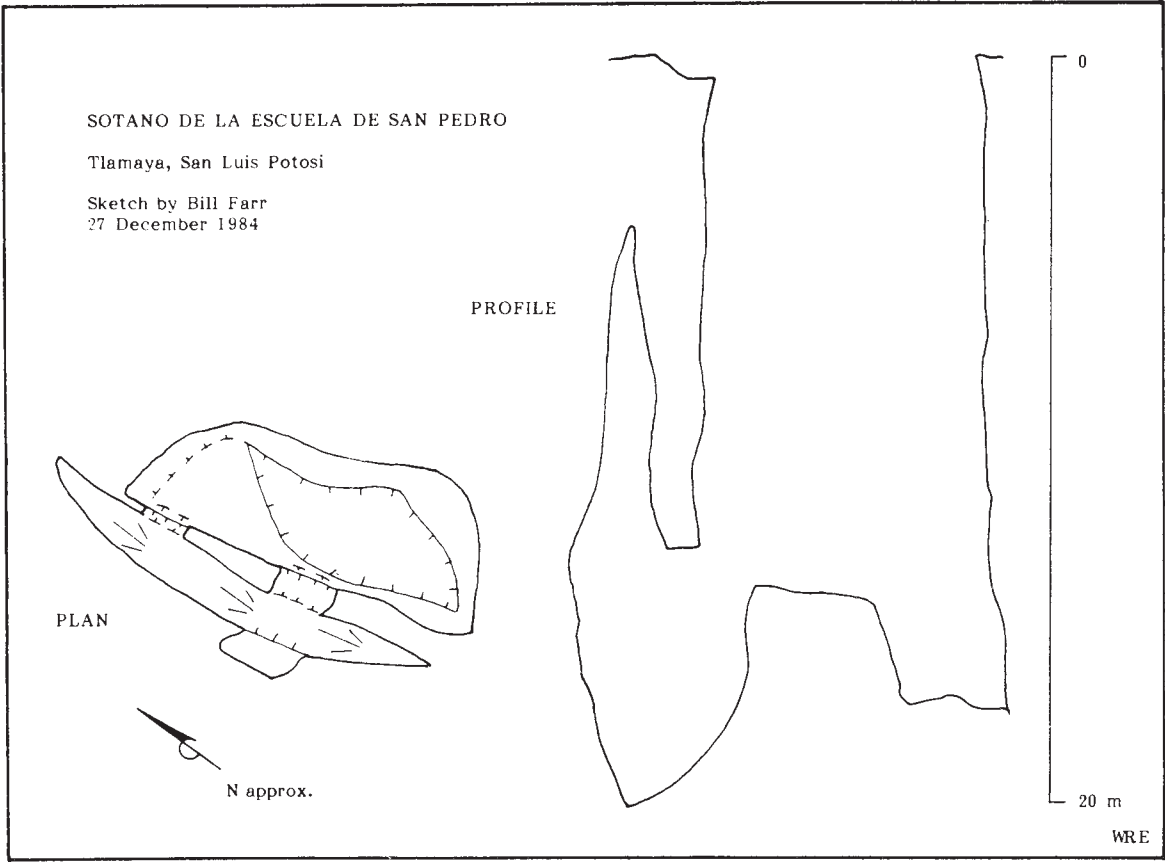 SOTANO DE LA ESCUELA DE SAN PEDRO
Tlamaya, San Luis Potosi
Sketch by Bill Farr
27 December 1984
PROFILE
PLAN
N approx.
0
20 m
WRE